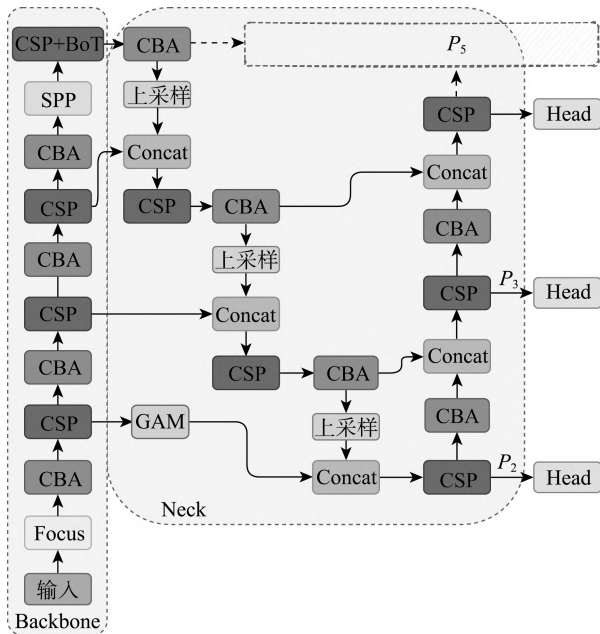 CSP+BoT
SPP
CBA
CSP
CBA
CSP
CBA
CSP
CBA
Focus
输入
Backbone
CBA
上采样
Concat
CSP
CBA
上采样
Concat
CSP
CBA
上采样
Concat
GAM
Neck
P5
CSP
Head
Concat
CBA
CSP
P3
Head
Concat
CBA
CSP
P2
Head